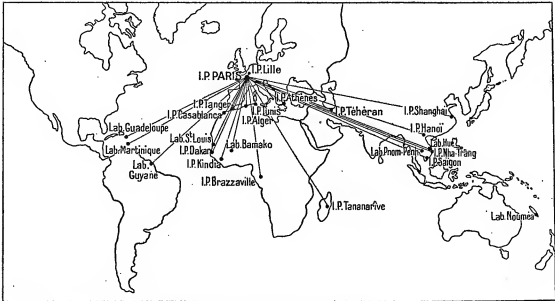 I.P. Lille
I.P. PARIS
I.P. Tanger
I.P. Casablanca
I.P. Tunis
I.P. Alger
I.P. Athènes
I.P. Téhéran
I.P. Shanghaï
I.P. Hanoï
Lab. Hué
I.P. Nha-Trang
Lab. Pnom-Penh
I.P. Saïgon
Lab. Guadeloupe
Lab. Martinique
Lab.
Guyane
Lab. St Louis
I.P. Dakar
Lab. Bamako
I.P. Kindia
I.P. Brazzaville
I.P. Tananarive
Lab. Nouméa